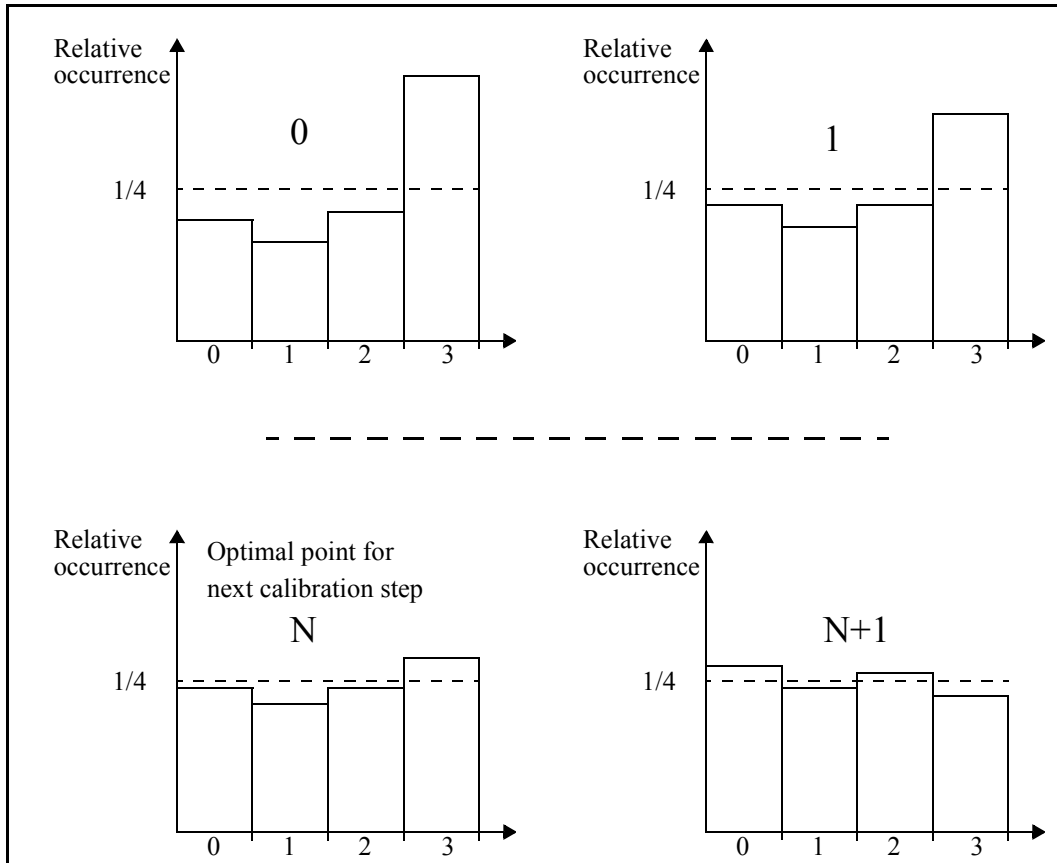 Relative
occurrence
0
1/4
0 1 2 3
Relative
occurrence
1
1/4
0 1 2 3
Relative
occurrence
Optimal point for
next calibration step
N
1/4
0 1 2 3
Relative
occurrence
N+1
1/4
0 1 2 3